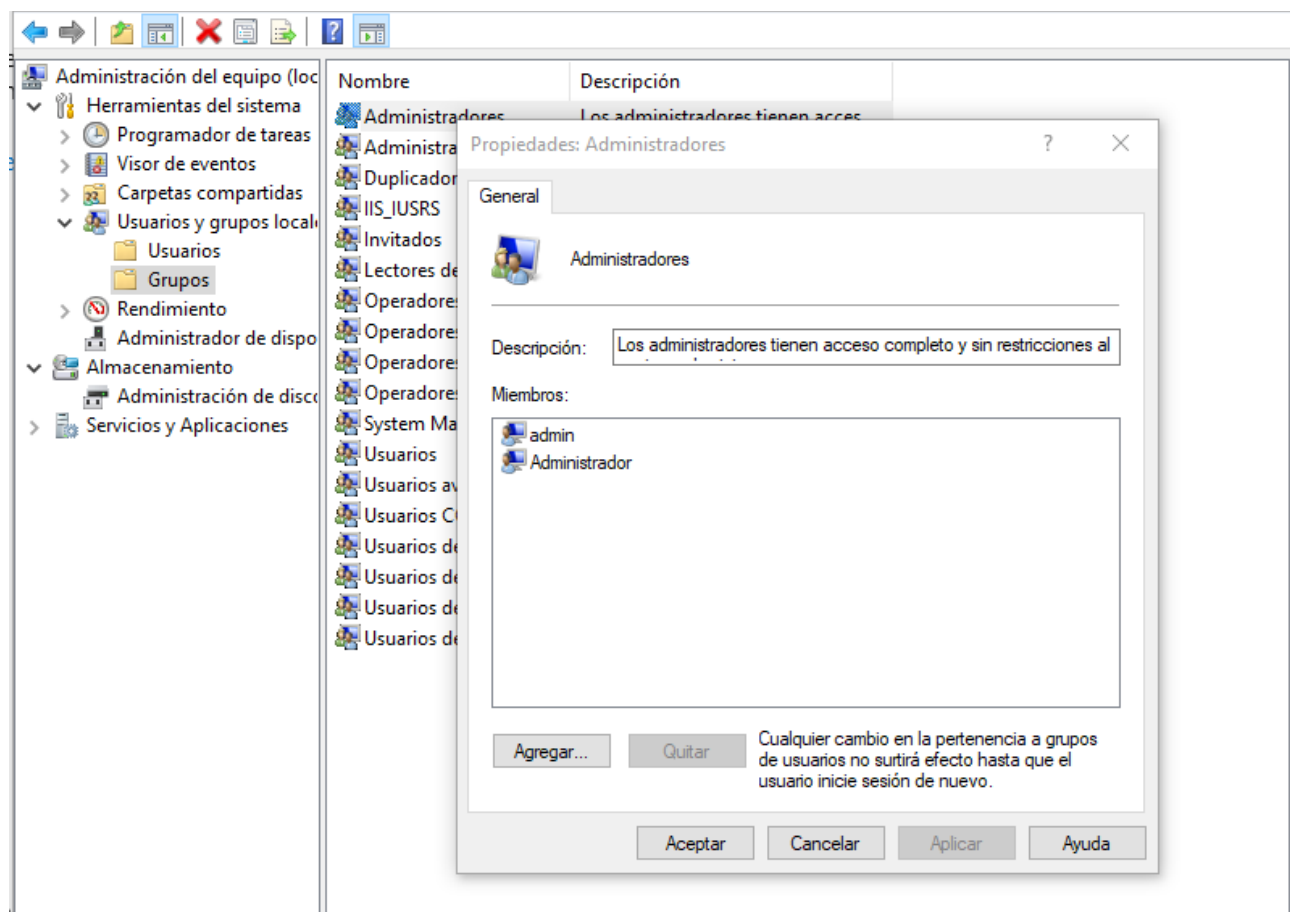 Administración del equipo (loc
Herramientas del sistema
Programador de tareas
Visor de eventos
Carpetas compartidas
Usuarios y grupos local
Usuarios
Grupos
Rendimiento
Administrador de dispo
Almacenamiento
Administración de disc
Servicios y Aplicaciones
Nombre Descripción
Administradores Los administradores tienen acces
Administra
Duplicador
IIS_IUSRS
Invitados
Lectores de
Operadores
Operadores
Operadores
Operadores
System Ma
Usuarios
Usuarios av
Usuarios C
Usuarios de
Usuarios de
Usuarios de
Usuarios de
Propiedades: Administradores ?
General
Administradores
Descripción: Los administradores tienen acceso completo y sin restricciones al
Miembros:
admin
Administrador
Agregar... Quitar
Cualquier cambio en la pertenencia a grupos
de usuarios no surtirá efecto hasta que el
usuario inicie sesión de nuevo.
Aceptar Cancelar Aplicar Ayuda